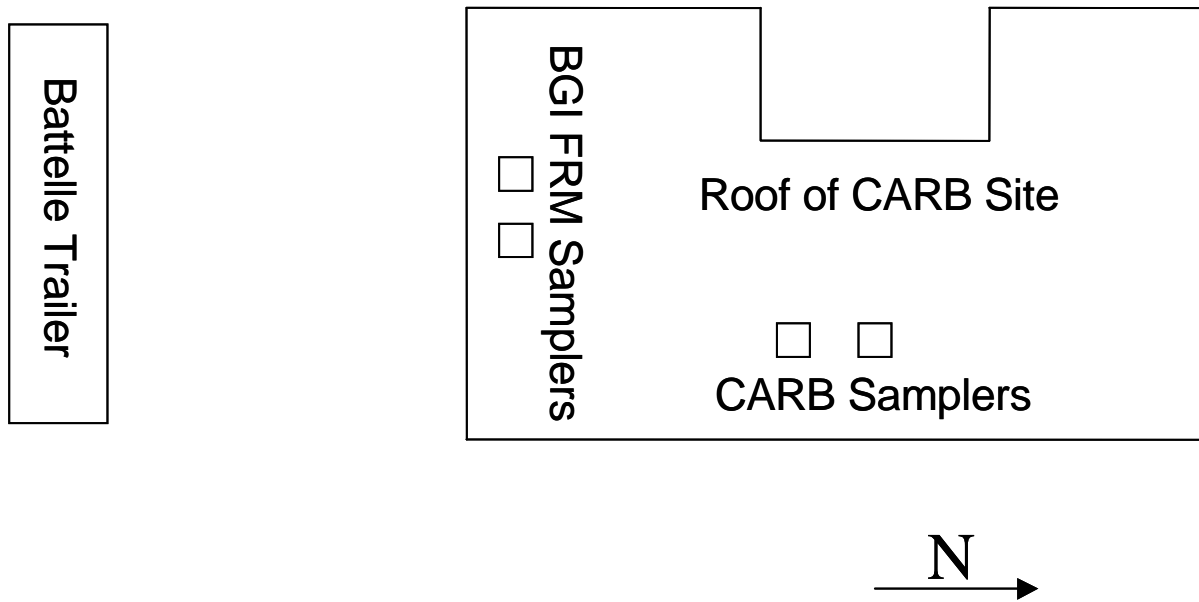 Battelle Trailer
BGI FRM Samplers
Roof of CARB Site
CARB Samplers
N